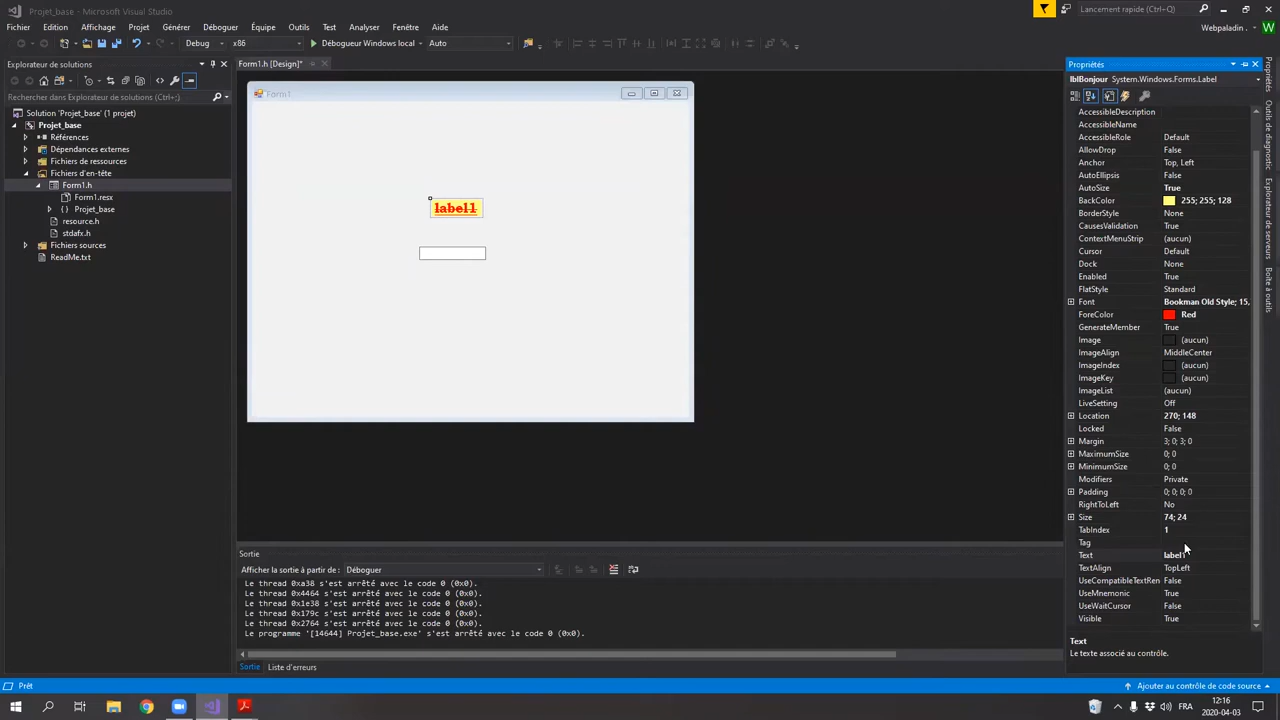 Projet_base - Microsoft Visual Studio
Lancement rapide (Ctrl+Q)
Fichier Edition Affichage Projet Générer Déboguer Équipe Outils Test Analyser Fenêtre Aide
Webpaladin .
Debug x86 Débogueur Windows local Auto
Explorateur de solutions
Rechercher dans Explorateur de solutions (Ctrl+;)
Solution 'Projet_base' (1 projet)
Projet_base
Références
Dépendances externes
Fichiers de ressources
Fichiers d'en-tête
Form1.h
Form1.resx
Projet_base
resource.h
stdafx.h
Fichiers sources
ReadMe.txt
Form1.h [Design]*
Form1
label1
Sortie
Afficher la sortie à partir de : Déboguer
Le thread 0xa38 s'est arrêté avec le code 0 (0x0).
Le thread 0x4464 s'est arrêté avec le code 0 (0x0).
Le thread 0x1e38 s'est arrêté avec le code 0 (0x0).
Le thread 0x179c s'est arrêté avec le code 0 (0x0).
Le thread 0x2764 s'est arrêté avec le code 0 (0x0).
Le programme '[14644] Projet_base.exe' s'est arrêté avec le code 0 (0x0).
Sortie Liste d'erreurs
Propriétés
lblBonjour System.Windows.Forms.Label
AccessibleDescription
AccessibleName
AccessibleRole Default
AllowDrop False
Anchor Top, Left
AutoEllipsis False
AutoSize True
BackColor 255; 255; 128
BorderStyle None
CausesValidation True
ContextMenuStrip (aucun)
Cursor Default
Dock None
Enabled True
FlatStyle Standard
Font Bookman Old Style; 15,
ForeColor Red
GenerateMember True
Image (aucun)
ImageAlign MiddleCenter
ImageIndex (aucun)
ImageKey (aucun)
ImageList (aucun)
LiveSetting Off
Location 270; 148
Locked False
Margin 3; 0; 3; 0
MaximumSize 0; 0
MinimumSize 0; 0
Modifiers Private
Padding 0; 0; 0; 0
RightToLeft No
Size 74; 24
TabIndex 1
Tag
Text label1
TextAlign TopLeft
UseCompatibleTextRen False
UseMnemonic True
UseWaitCursor False
Visible True
Text
Le texte associé au contrôle.
Propriétés
Outils de diagnostic
Explorateur de serveurs
Boîte à outils
Prêt
Ajouter au contrôle de code source
FRA
12:16
2020-04-03